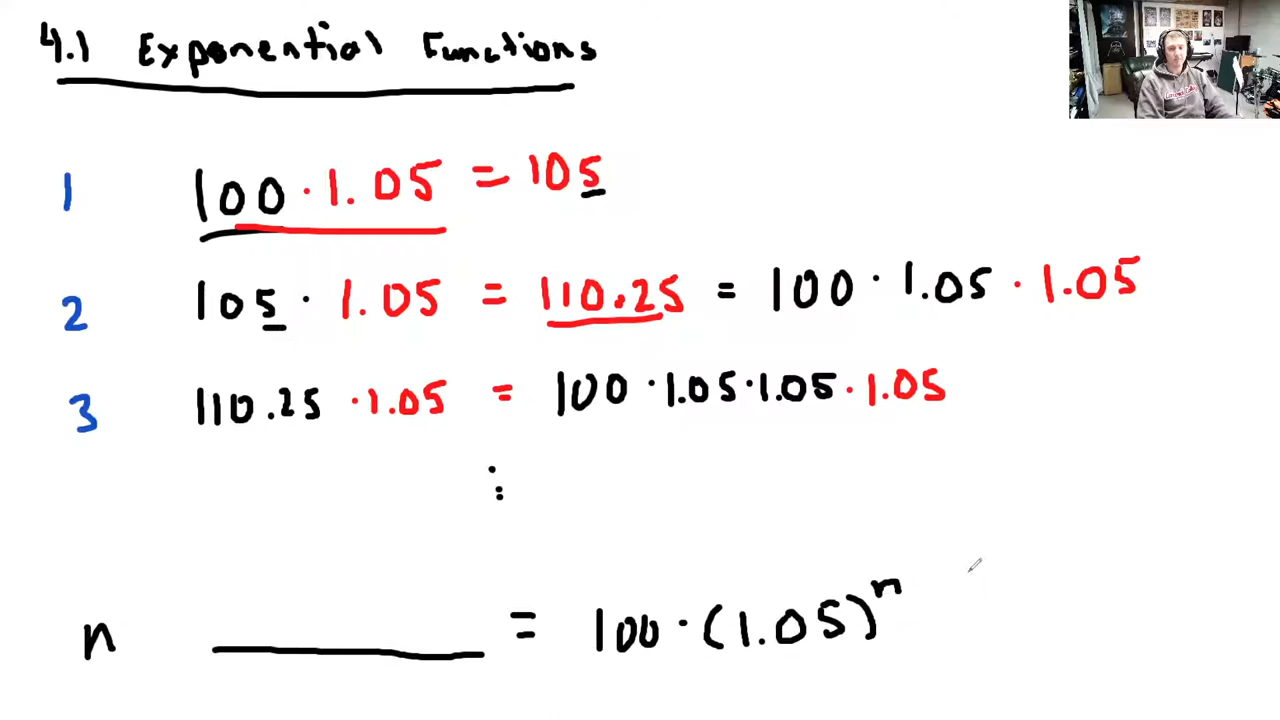 4.1 Exponential Functions
1 100 · 1.05 = 105
2 105 · 1.05 = 110.25 = 100 · 1.05 · 1.05
3 110.25 · 1.05 = 100 · 1.05 · 1.05 · 1.05
⋮
n ________ = 100 · (1.05)ⁿ